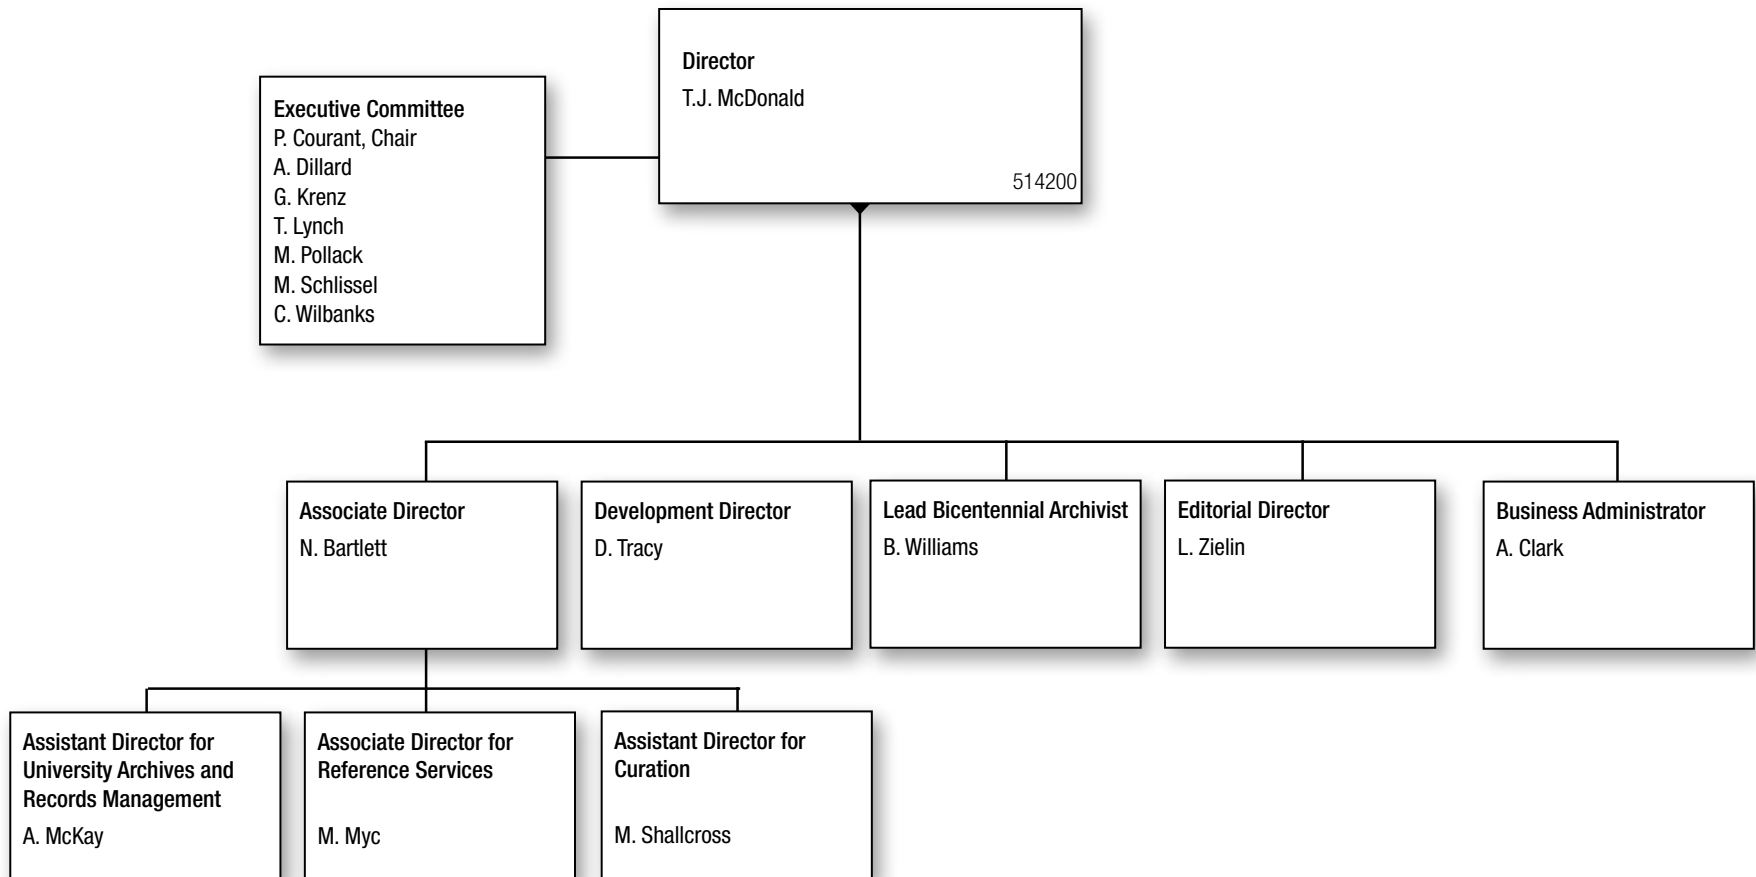 Director
T.J. McDonald
514200
Executive Committee
P. Courant, Chair
A. Dillard
G. Krenz
T. Lynch
M. Pollack
M. Schlissel
C. Wilbanks
Associate Director
N. Bartlett
Development Director
D. Tracy
Lead Bicentennial Archivist
B. Williams
Editorial Director
L. Zielin
Business Administrator
A. Clark
Assistant Director for
University Archives and
Records Management
A. McKay
Associate Director for
Reference Services
M. Myc
Assistant Director for
Curation
M. Shallcross